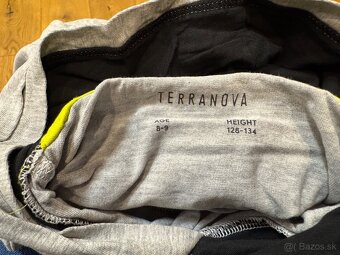 TERRANOVA
AGE HEIGHT
8-9 128-134
© Bazos.sk